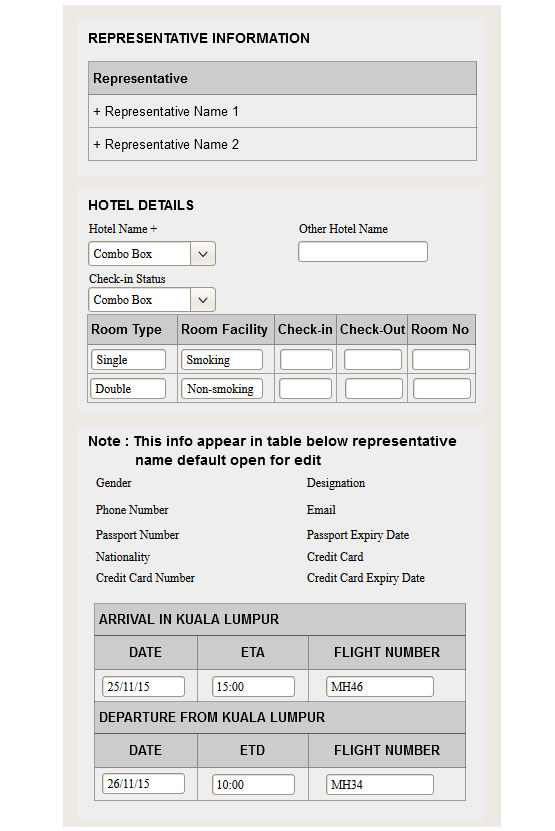 REPRESENTATIVE INFORMATION
Representative
+ Representative Name 1
+ Representative Name 2
HOTEL DETAILS
Hotel Name + Other Hotel Name
Combo Box
Check-in Status
Combo Box
Room Type Room Facility Check-in Check-Out Room No
Single Smoking
Double Non-smoking
Note : This info appear in table below representative
name default open for edit
Gender Designation
Phone Number Email
Passport Number Passport Expiry Date
Nationality Credit Card
Credit Card Number Credit Card Expiry Date
ARRIVAL IN KUALA LUMPUR
DATE ETA FLIGHT NUMBER
25/11/15 15:00 MH46
DEPARTURE FROM KUALA LUMPUR
DATE ETD FLIGHT NUMBER
26/11/15 10:00 MH34